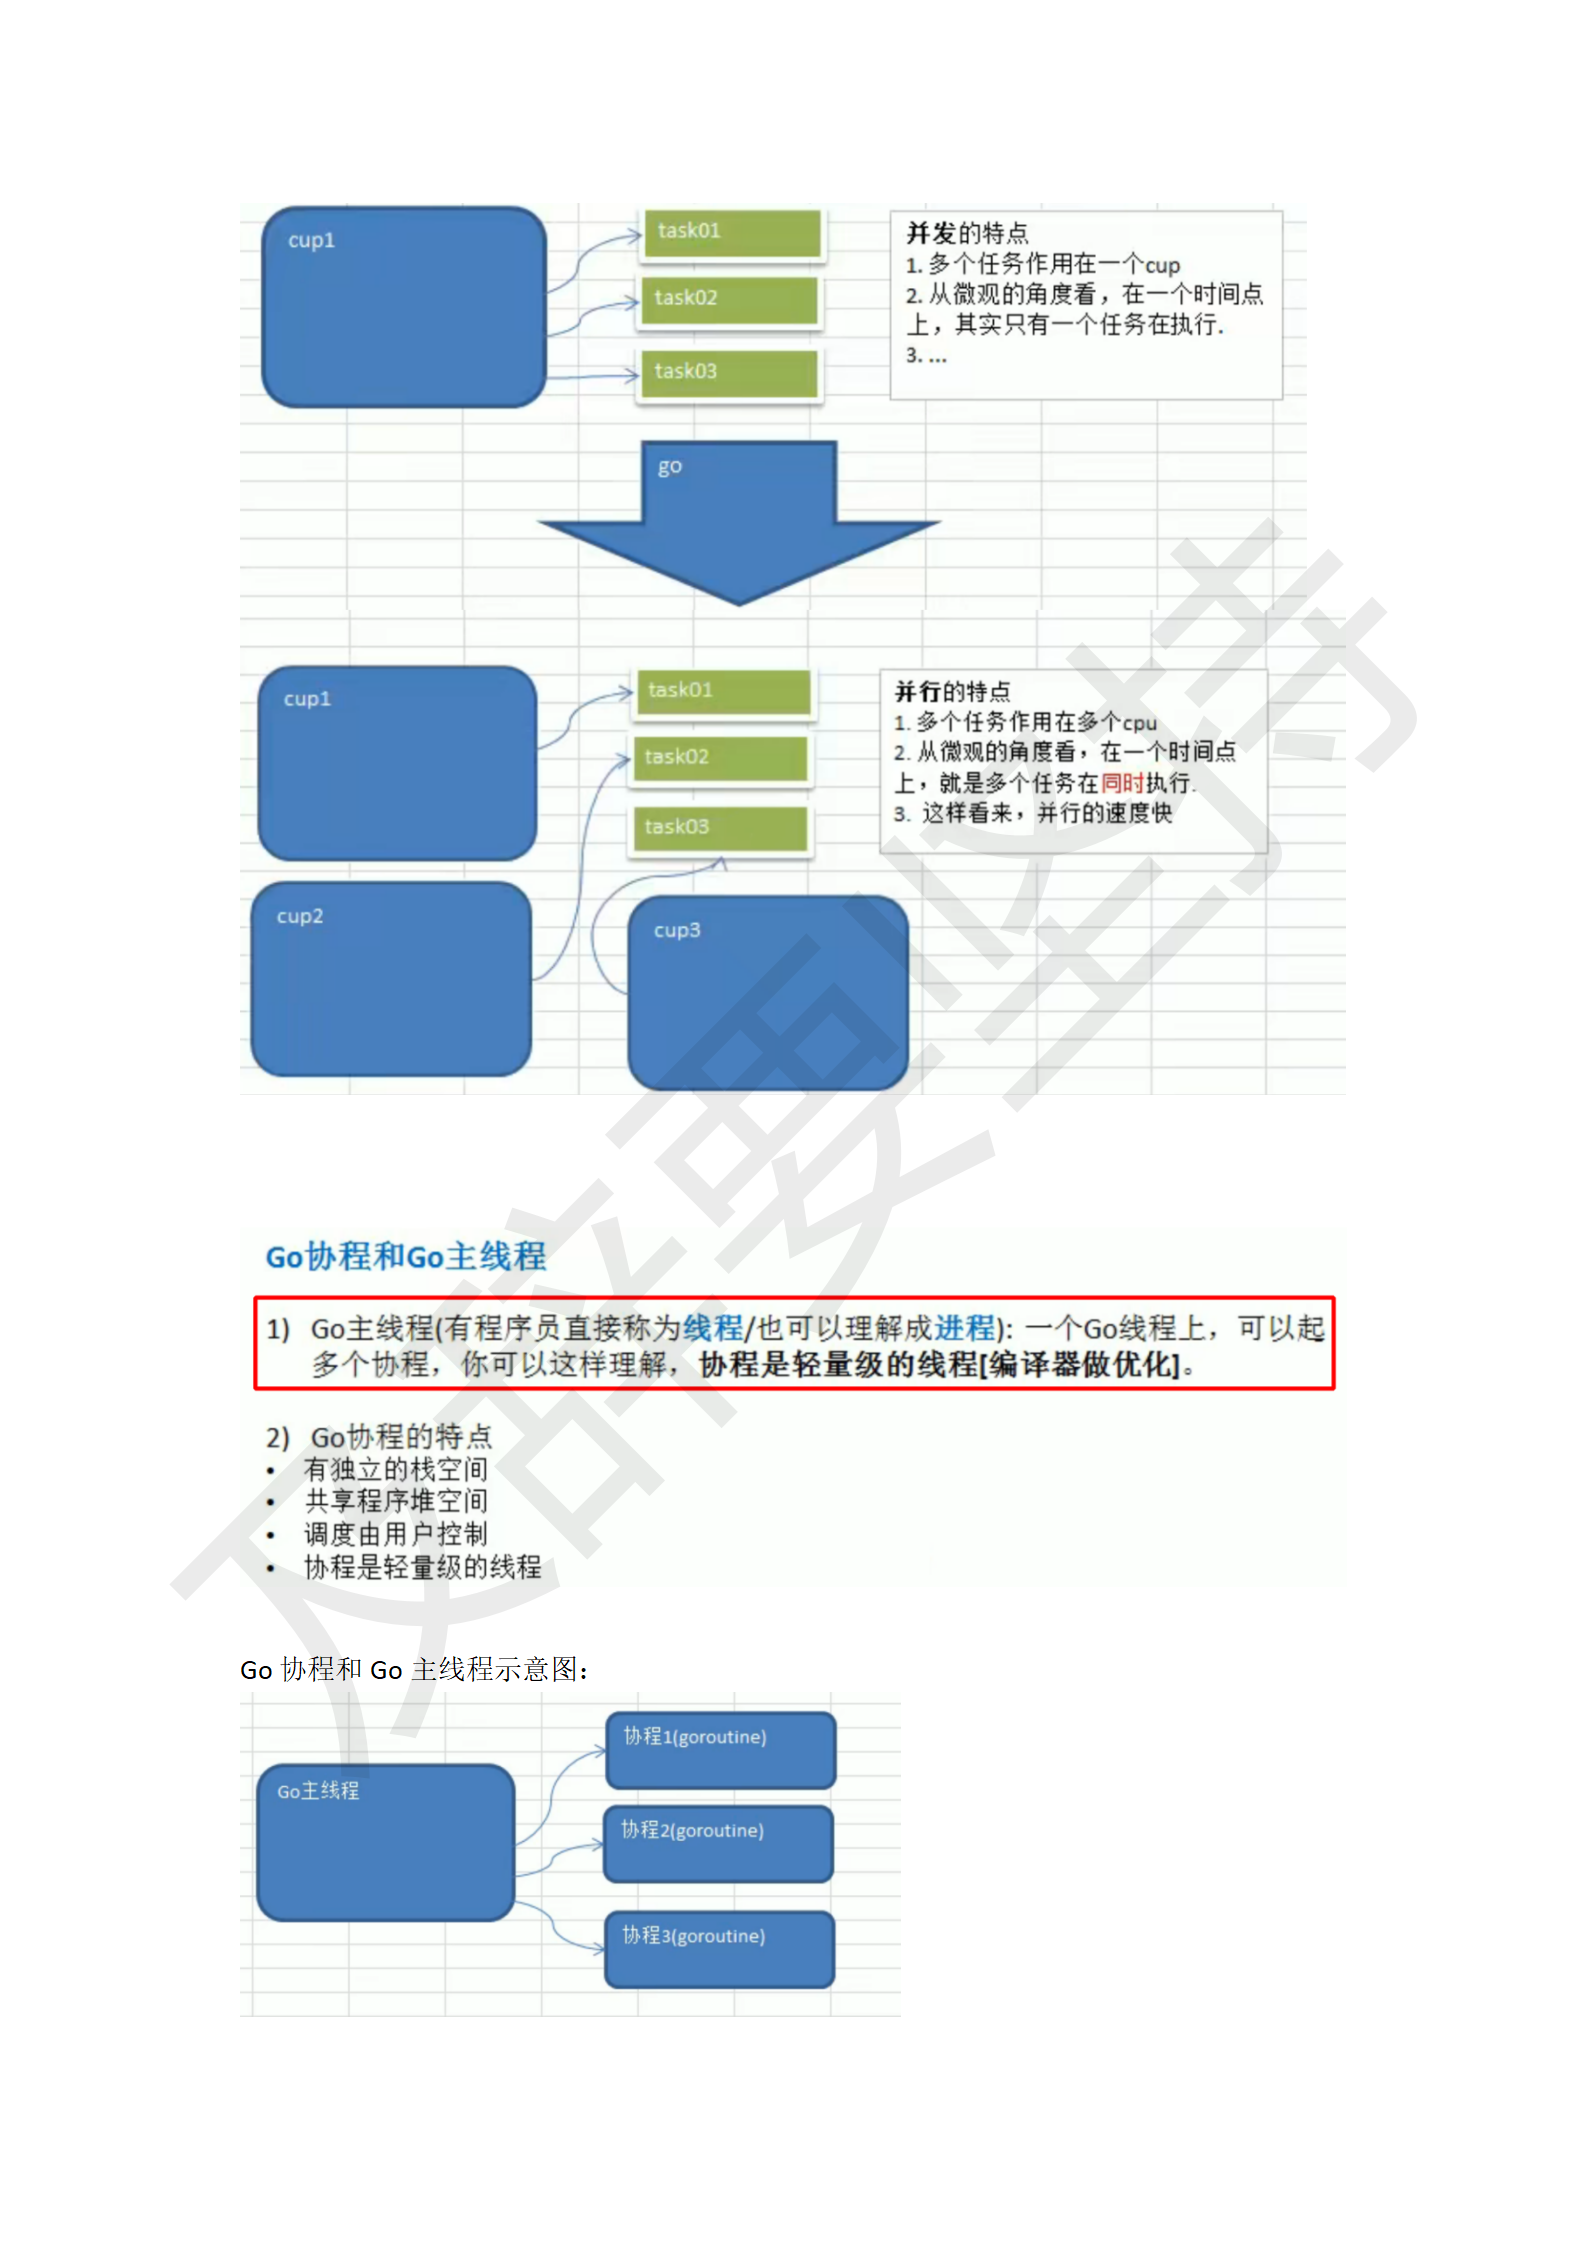 cup1
task01
task02
task03
并发的特点
1. 多个任务作用在一个cup
2. 从微观的角度看，在一个时间点
上，其实只有一个任务在执行.
3. ...
go
cup1
task01
task02
task03
并行的特点
1. 多个任务作用在多个cpu
2. 从微观的角度看，在一个时间点
上，就是多个任务在同时执行.
3. 这样看来，并行的速度快
cup2
cup3
Go协程和Go主线程
1) Go主线程(有程序员直接称为线程/也可以理解成进程): 一个Go线程上，可以起
多个协程，你可以这样理解，协程是轻量级的线程[编译器做优化]。
2) Go协程的特点
• 有独立的栈空间
• 共享程序堆空间
• 调度由用户控制
• 协程是轻量级的线程
Go 协程和 Go 主线程示意图：
Go主线程
协程1(goroutine)
协程2(goroutine)
协程3(goroutine)
辞要坚持